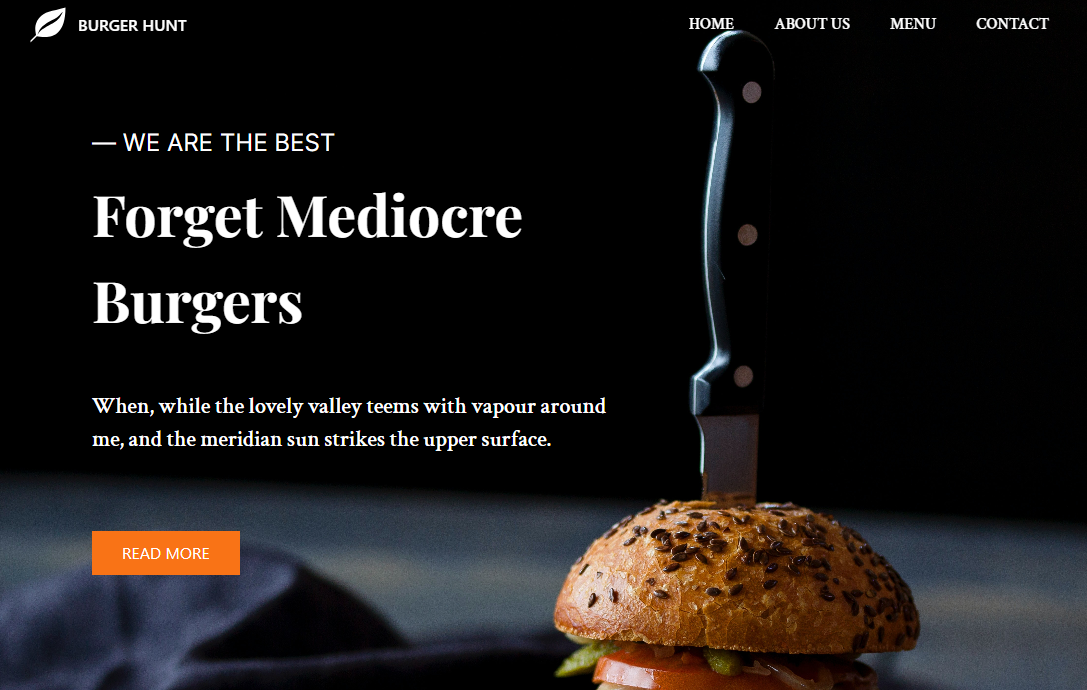 BURGER HUNT
HOME ABOUT US MENU CONTACT
— WE ARE THE BEST
Forget Mediocre
Burgers
When, while the lovely valley teems with vapour around
me, and the meridian sun strikes the upper surface.
READ MORE